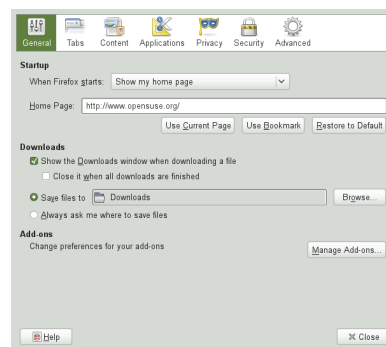 General Tabs Content Applications Privacy Security Advanced
Startup
When Firefox starts: Show my home page
Home Page: http://www.opensuse.org/
Use Current Page Use Bookmark Restore to Default
Downloads
Show the Downloads window when downloading a file
Close it when all downloads are finished
Save files to Downloads Browse...
Always ask me where to save files
Add-ons
Change preferences for your add-ons
Manage Add-ons...
Help Close